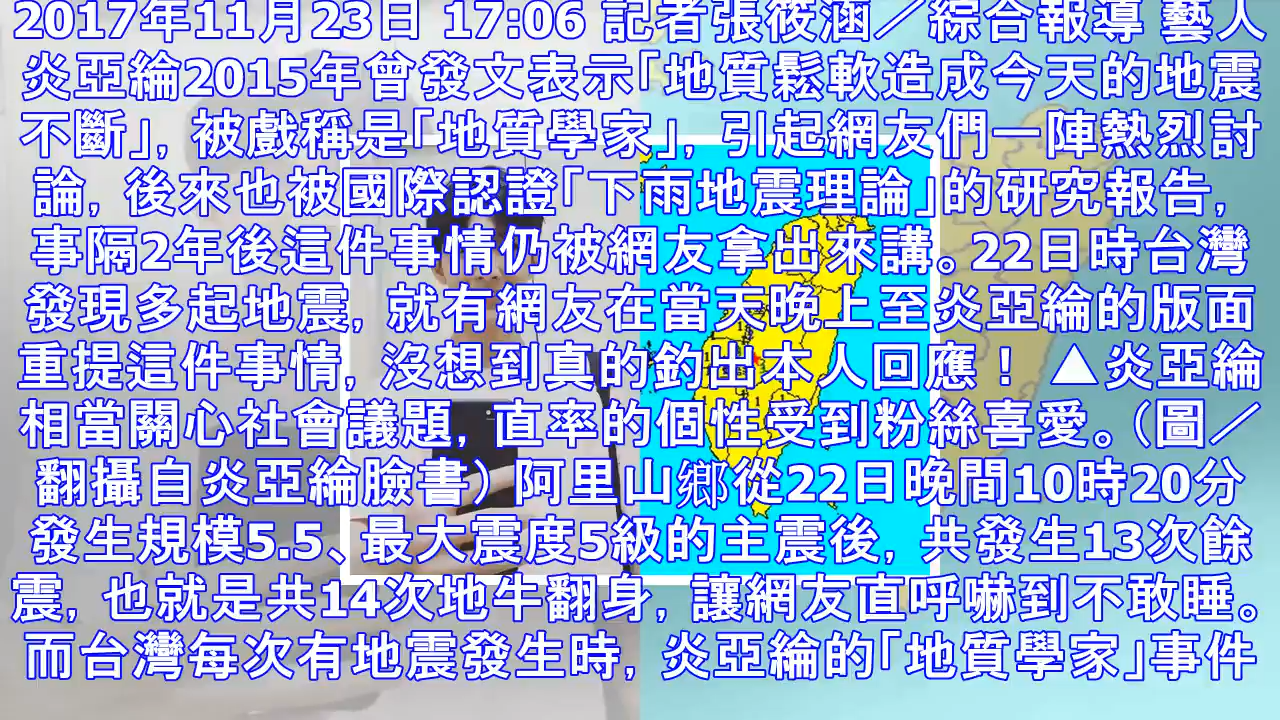 2017年11月23日 17:06 記者張筱涵／綜合報導 藝人
炎亞綸2015年曾發文表示「地質鬆軟造成今天的地震
不斷」，被戲稱是「地質學家」，引起網友們一陣熱烈討
論，後來也被國際認證「下雨地震理論」的研究報告，
事隔2年後這件事情仍被網友拿出來講。22日時台灣
發現多起地震，就有網友在當天晚上至炎亞綸的版面
重提這件事情，沒想到真的釣出本人回應！ ▲炎亞綸
相當關心社會議題，直率的個性受到粉絲喜愛。（圖／
翻攝自炎亞綸臉書）阿里山鄉從22日晚間10時20分
發生規模5.5、最大震度5級的主震後，共發生13次餘
震，也就是共14次地牛翻身，讓網友直呼嚇到不敢睡。
而台灣每次有地震發生時，炎亞綸的「地質學家」事件